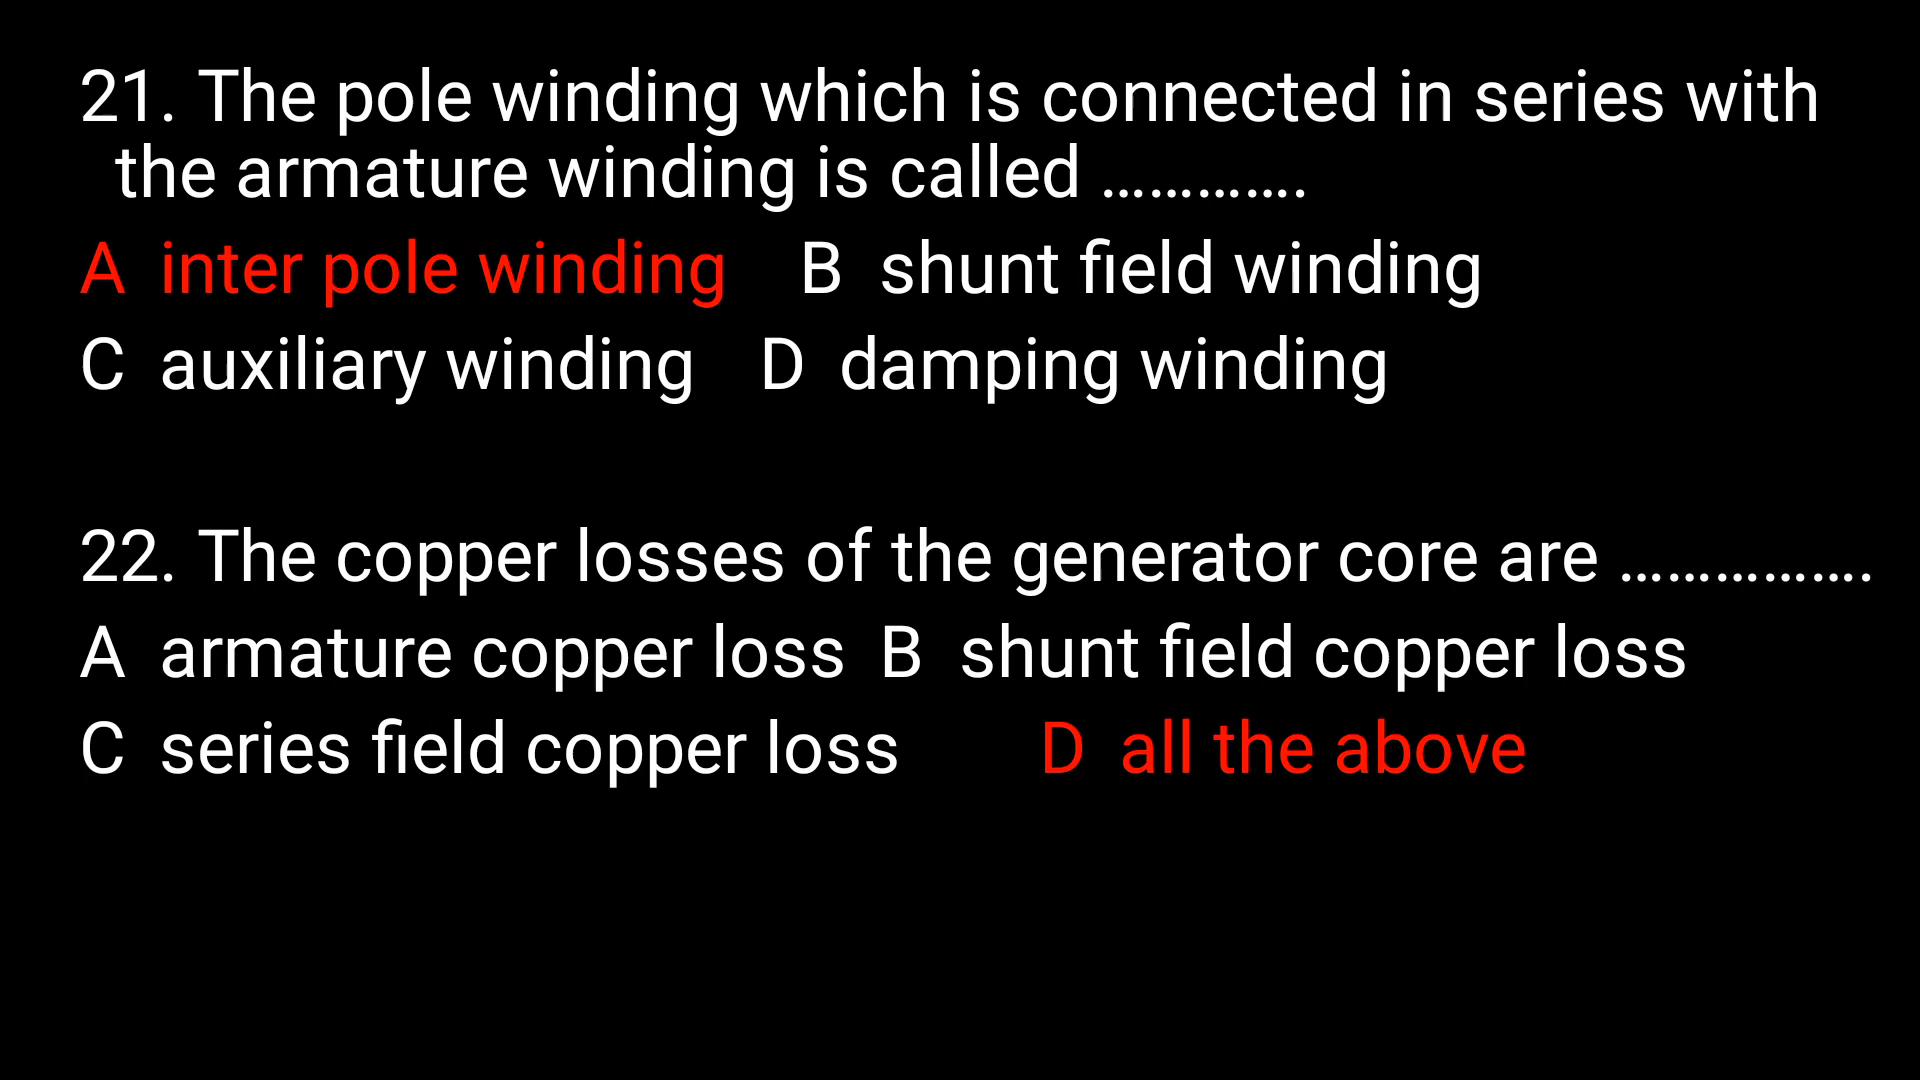 21. The pole winding which is connected in series with
the armature winding is called ………….
A inter pole winding B shunt field winding
C auxiliary winding D damping winding
22. The copper losses of the generator core are …………….
A armature copper loss B shunt field copper loss
C series field copper loss D all the above